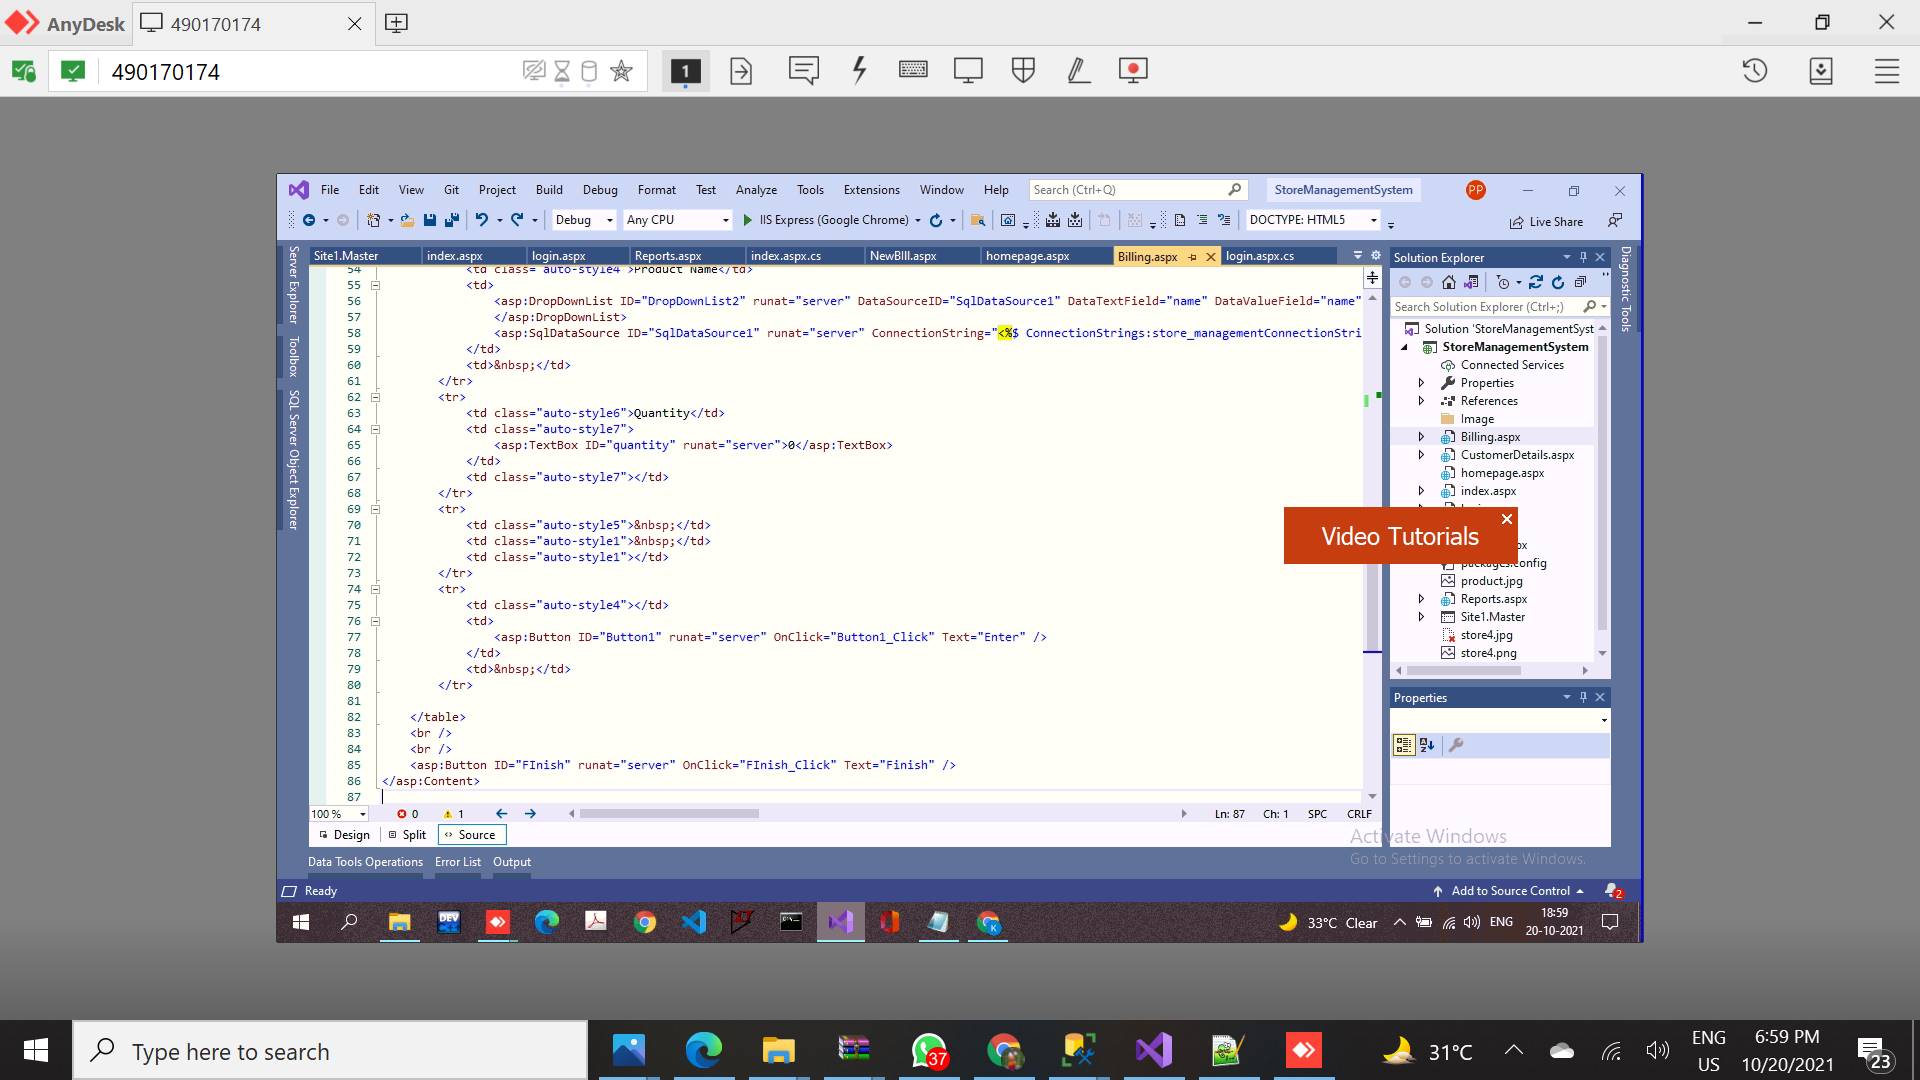 AnyDesk
490170174
490170174
1
File Edit View Git Project Build Debug Format Test Analyze Tools Extensions Window Help Search (Ctrl+Q) StoreManagementSystem PP
Debug Any CPU IIS Express (Google Chrome) DOCTYPE: HTML5 Live Share
Server Explorer
Toolbox
SQL Server Object Explorer
Site1.Master index.aspx login.aspx Reports.aspx index.aspx.cs NewBIll.aspx homepage.aspx Billing.aspx login.aspx.cs
54 <td class="auto-style4">Product Name</td>
55 <td>
56 <asp:DropDownList ID="DropDownList2" runat="server" DataSourceID="SqlDataSource1" DataTextField="name" DataValueField="name"
57 </asp:DropDownList>
58 <asp:SqlDataSource ID="SqlDataSource1" runat="server" ConnectionString="<%$ ConnectionStrings:store_managementConnectionStri
59 </td>
60 <td>&nbsp;</td>
61 </tr>
62 <tr>
63 <td class="auto-style6">Quantity</td>
64 <td class="auto-style7">
65 <asp:TextBox ID="quantity" runat="server">0</asp:TextBox>
66 </td>
67 <td class="auto-style7"></td>
68 </tr>
69 <tr>
70 <td class="auto-style5">&nbsp;</td>
71 <td class="auto-style1">&nbsp;</td>
72 <td class="auto-style1"></td>
73 </tr>
74 <tr>
75 <td class="auto-style4"></td>
76 <td>
77 <asp:Button ID="Button1" runat="server" OnClick="Button1_Click" Text="Enter" />
78 </td>
79 <td>&nbsp;</td>
80 </tr>
81
82 </table>
83 <br />
84 <br />
85 <asp:Button ID="FInish" runat="server" OnClick="FInish_Click" Text="Finish" />
86 </asp:Content>
87
100 % 0 1 Ln: 87 Ch: 1 SPC CRLF
Design Split Source
Data Tools Operations Error List Output
Ready Add to Source Control 2
Solution Explorer
Search Solution Explorer (Ctrl+;)
Solution 'StoreManagementSyst
StoreManagementSystem
Connected Services
Properties
References
Image
Billing.aspx
CustomerDetails.aspx
homepage.aspx
index.aspx
Video Tutorials
packages.config
product.jpg
Reports.aspx
Site1.Master
store4.jpg
store4.png
Diagnostic Tools
Properties
Activate Windows
Go to Settings to activate Windows.
DEV
K
33°C Clear ENG 18:59
20-10-2021
Type here to search
37
31°C
ENG
US
6:59 PM
10/20/2021
23